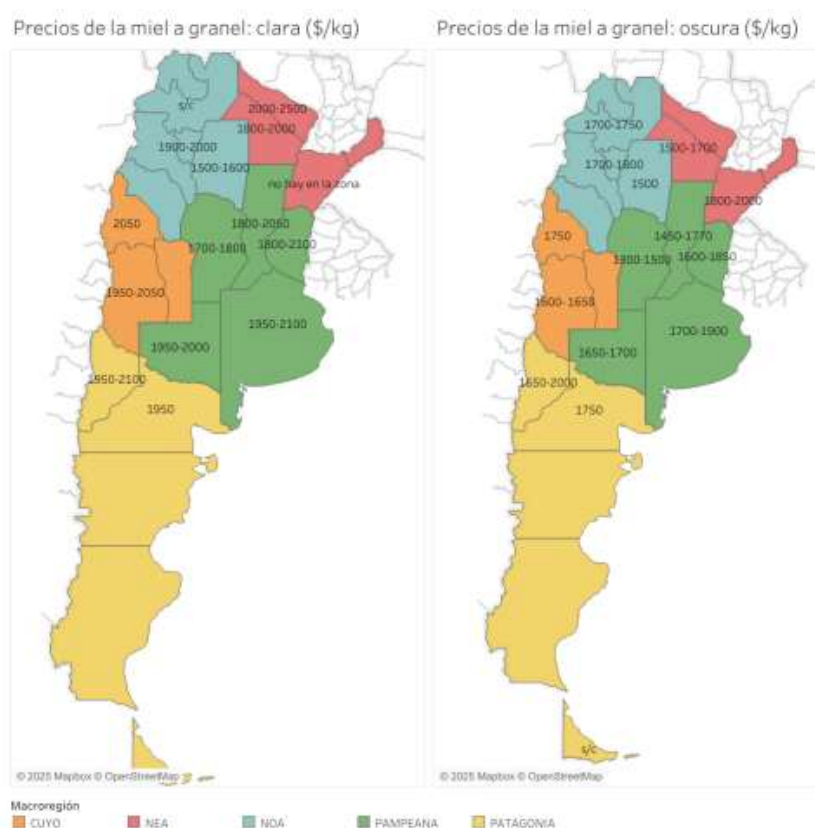 Precios de la miel a granel: clara ($/kg)
s/c
2000-2500
1800-2000
1900-2000
1500-1600
no hay en la zona
2050
1800-2050
1700-1800
1800-2100
1950-2050
1950-2100
1950-2000
1950-2100
1950
© 2025 Mapbox © OpenStreetMap
Precios de la miel a granel: oscura ($/kg)
1700-1750
1500-1700
1700-1800
1500
1800-2000
1750
1450-1770
1300-1500
1600-1850
1700-1900
1650-1700
1650-2000
1750
s/c
© 2025 Mapbox © OpenStreetMap
Macroregión
CUYO NEA NOA PAMPEANA PATAGONIA